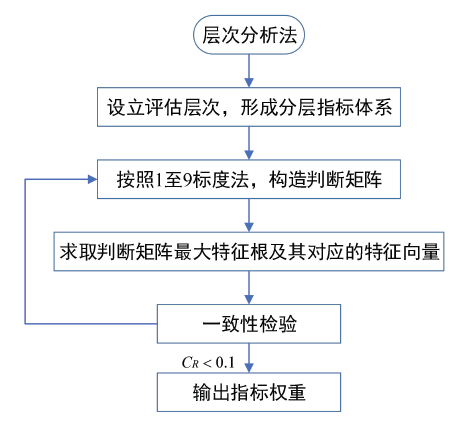 层次分析法
设立评估层次，形成分层指标体系
按照1至9标度法，构造判断矩阵
求取判断矩阵最大特征根及其对应的特征向量
一致性检验
CR < 0.1
输出指标权重